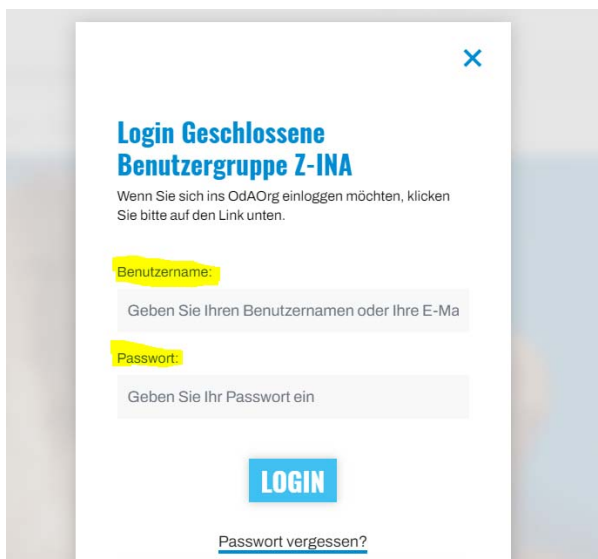 Login Geschlossene
Benutzergruppe Z-INA
Wenn Sie sich ins OdAOrg einloggen möchten, klicken
Sie bitte auf den Link unten.
Benutzername:
Geben Sie Ihren Benutzernamen oder Ihre E-Ma
Passwort:
Geben Sie Ihr Passwort ein
LOGIN
Passwort vergessen?